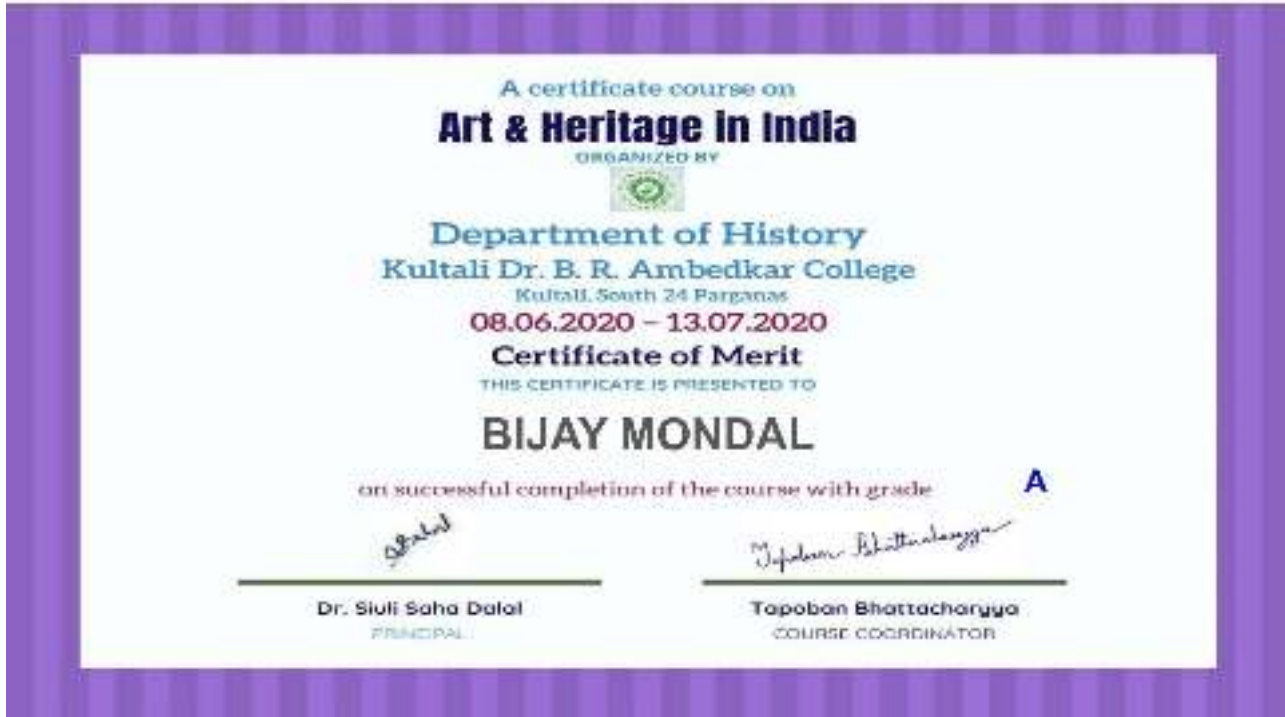 A certificate course on
Art & Heritage in India
ORGANIZED BY
Department of History
Kultali Dr. B. R. Ambedkar College
Kultali, South 24 Parganas
08.06.2020 – 13.07.2020
Certificate of Merit
THIS CERTIFICATE IS PRESENTED TO
BIJAY MONDAL
on successful completion of the course with grade A
Tapoban Bhattacharyya
Dr. Siuli Saha Dalal
Tapoban Bhattacharyya
PRINCIPAL
COURSE COORDINATOR